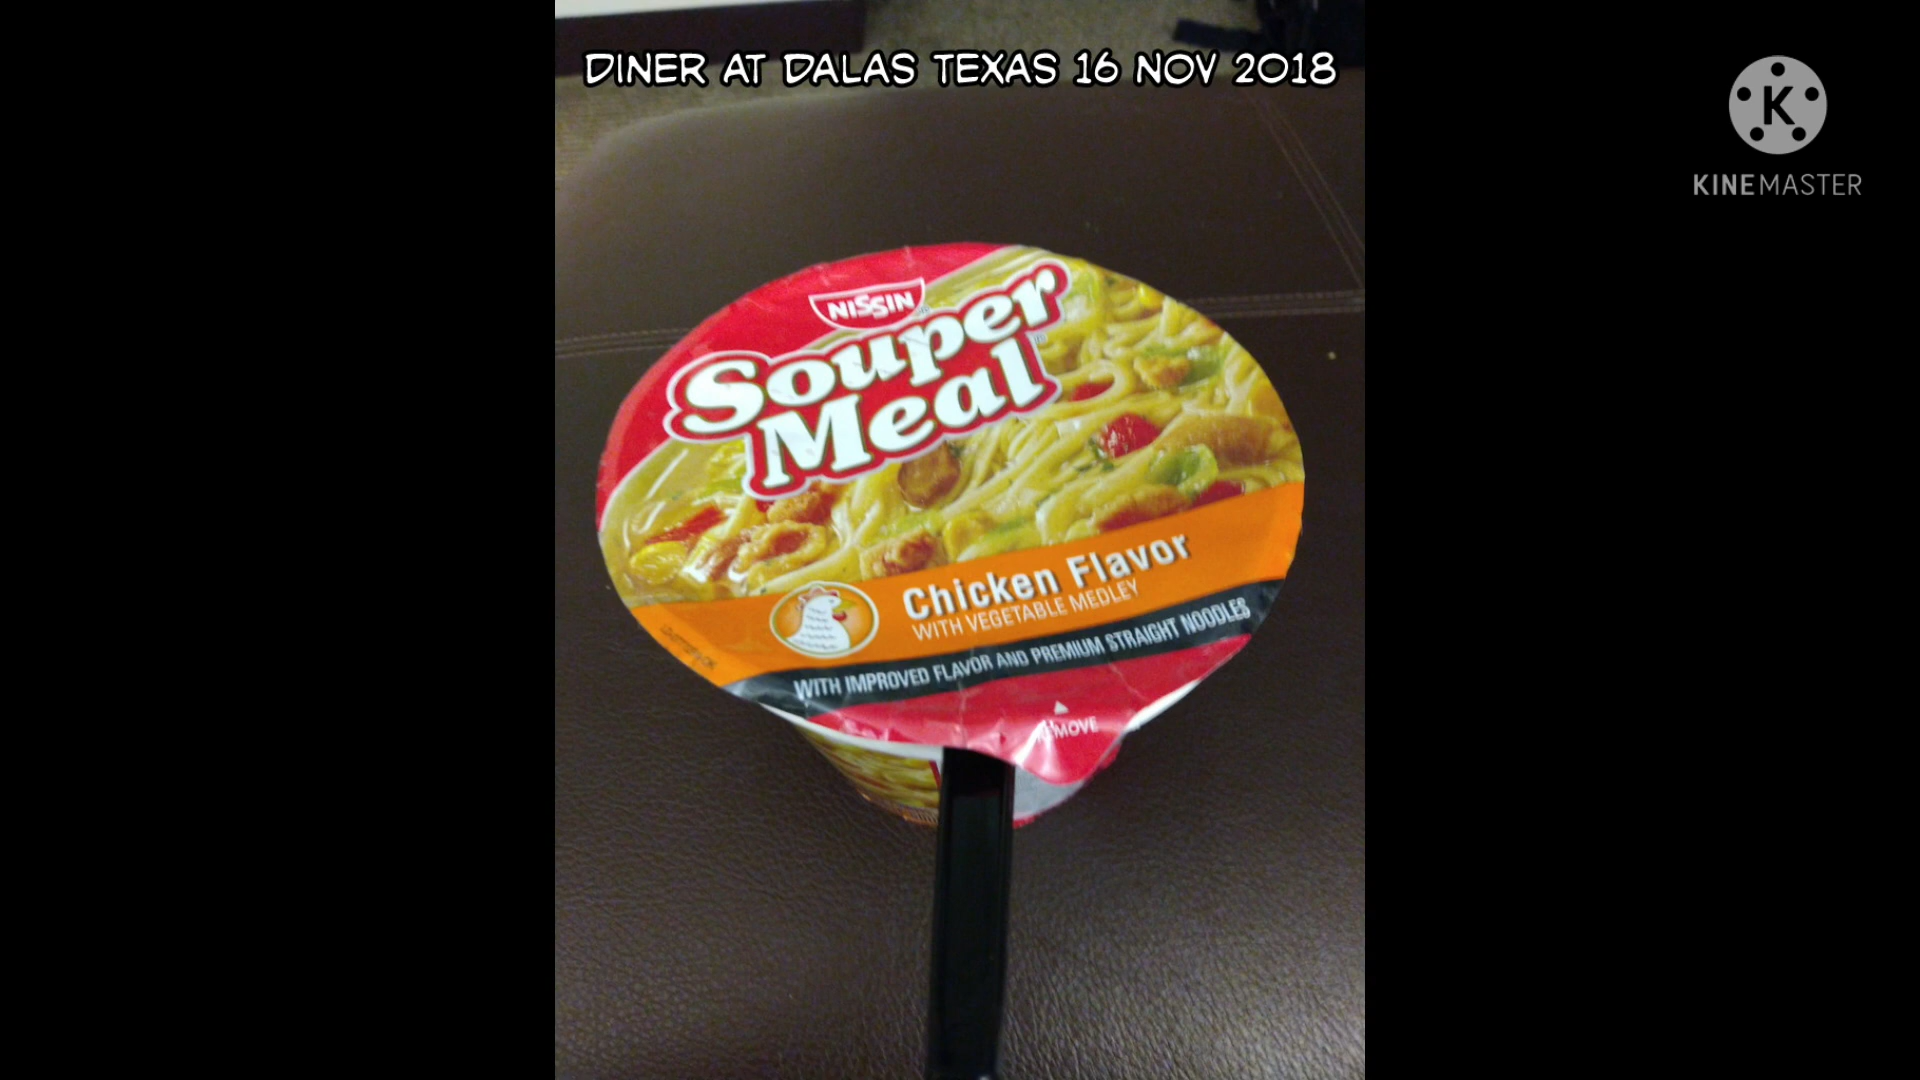 DINER AT DALAS TEXAS 16 NOV 2018
K
KINEMASTER
NISSIN
Souper
Meal
Chicken Flavor
WITH VEGETABLE MEDLEY
WITH IMPROVED FLAVOR AND PREMIUM STRAIGHT NOODLES
REMOVE